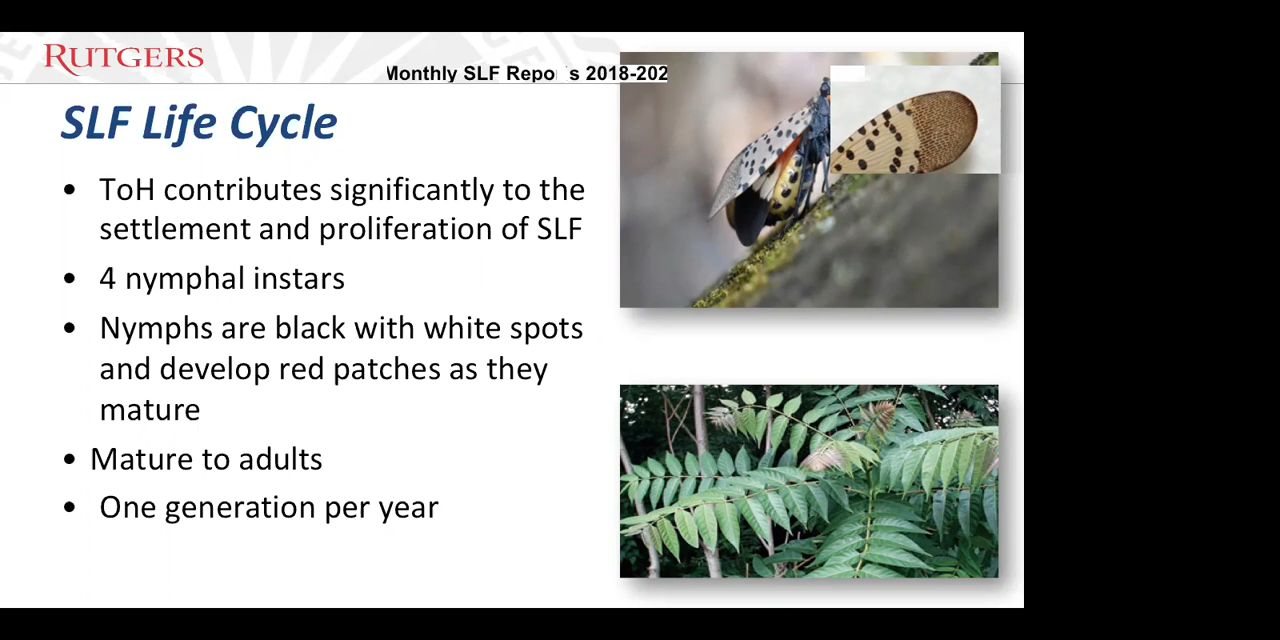 RUTGERS
Monthly SLF Repo s 2018-202
SLF Life Cycle
• ToH contributes significantly to the
settlement and proliferation of SLF
• 4 nymphal instars
• Nymphs are black with white spots
and develop red patches as they
mature
• Mature to adults
• One generation per year